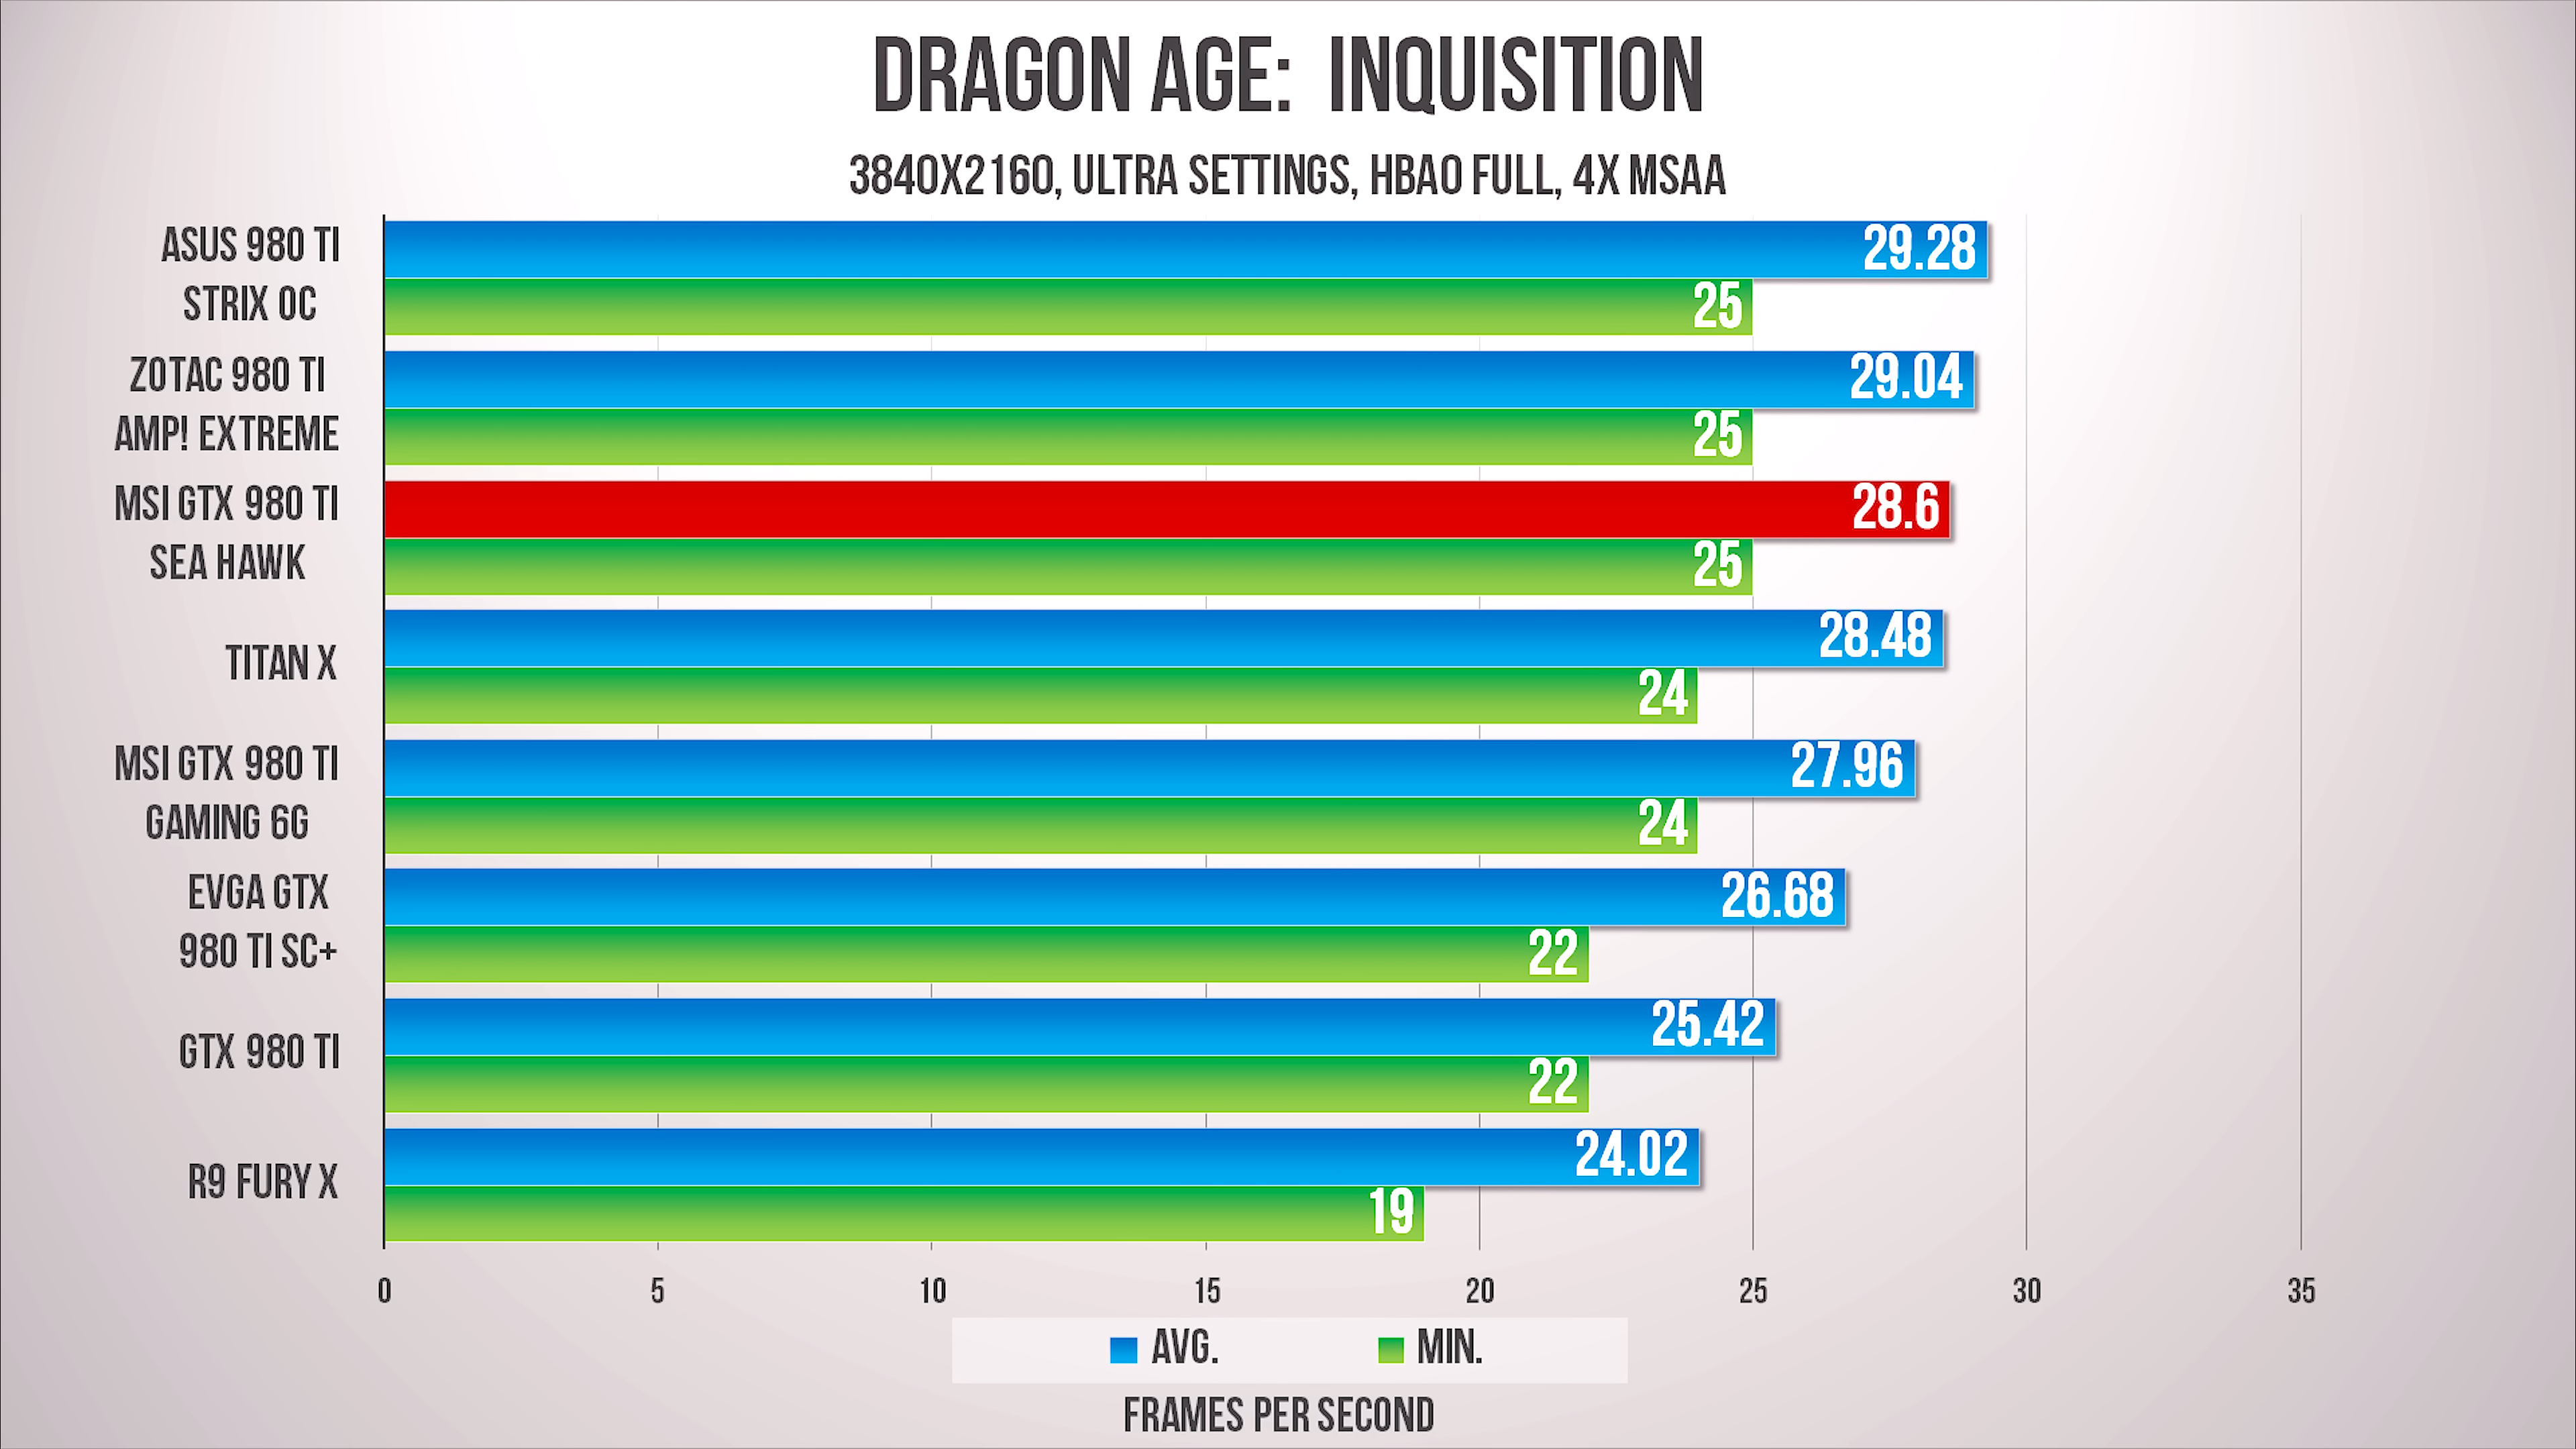 DRAGON AGE: INQUISITION
3840X2160, ULTRA SETTINGS, HBAO FULL, 4X MSAA
ASUS 980 TI
STRIX OC
29.28
25
ZOTAC 980 TI
AMP! EXTREME
29.04
25
MSI GTX 980 TI
SEA HAWK
28.6
25
TITAN X
28.48
24
MSI GTX 980 TI
GAMING 6G
27.96
24
EVGA GTX
980 TI SC+
26.68
22
GTX 980 TI
25.42
22
R9 FURY X
24.02
19
0 5 10 15 20 25 30 35
AVG. MIN.
FRAMES PER SECOND